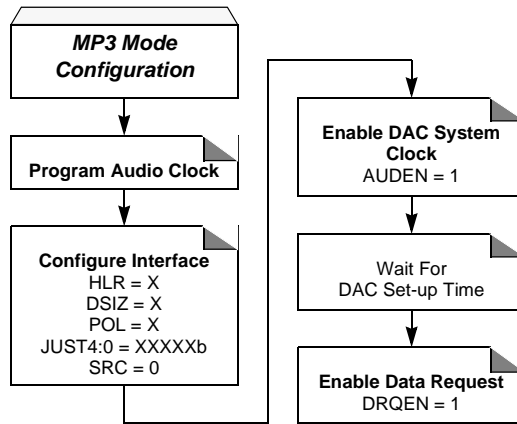 MP3 Mode
Configuration
Program Audio Clock
Configure Interface
HLR = X
DSIZ = X
POL = X
JUST4:0 = XXXXXb
SRC = 0
Enable DAC System
Clock
AUDEN = 1
Wait For
DAC Set-up Time
Enable Data Request
DRQEN = 1